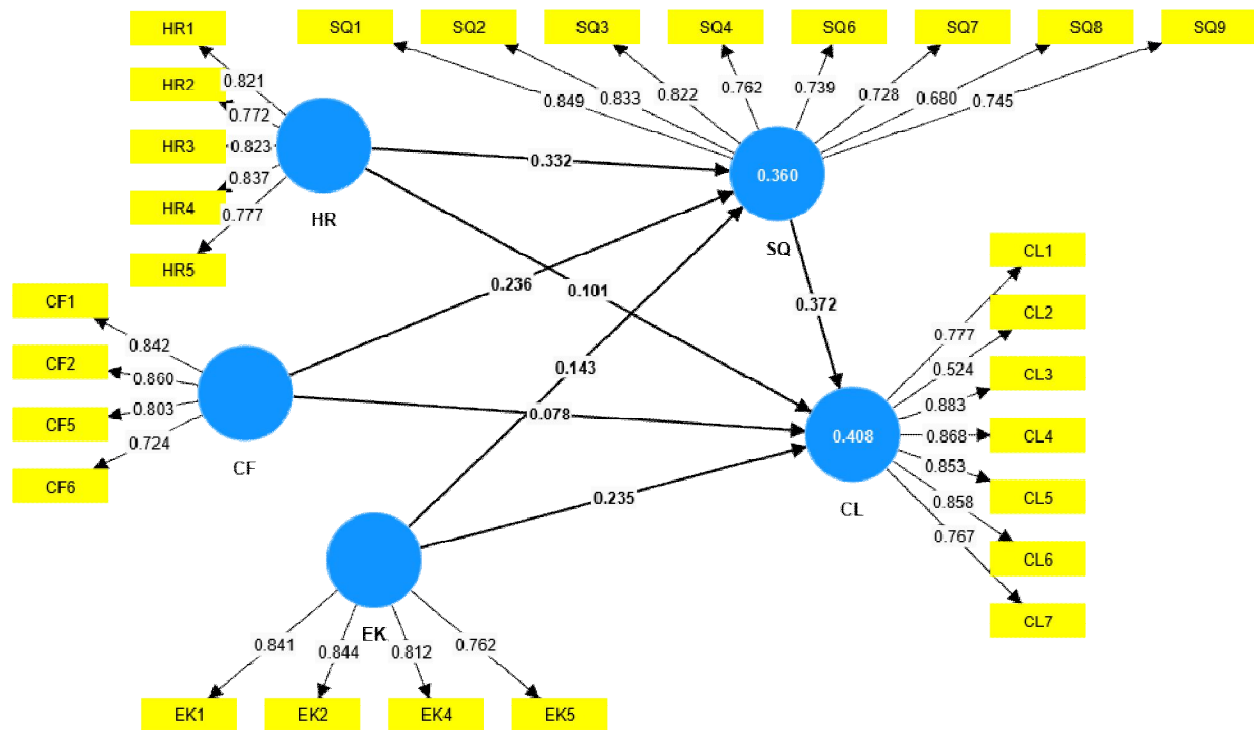 HR1
SQ1
SQ2
SQ3
SQ4
SQ6
SQ7
SQ8
SQ9
HR2
HR3
HR4
HR5
0.821
0.772
0.823
0.837
0.777
HR
0.849
0.833
0.822
0.762
0.739
0.728
0.680
0.745
0.360
SQ
0.332
0.236
0.101
0.143
0.372
0.078
0.235
CF1
CF2
CF5
CF6
0.842
0.860
0.803
0.724
CF
0.408
CL
CL1
CL2
CL3
CL4
CL5
CL6
CL7
0.777
0.524
0.883
0.868
0.853
0.858
0.767
EK
0.841
0.844
0.812
0.762
EK1
EK2
EK4
EK5